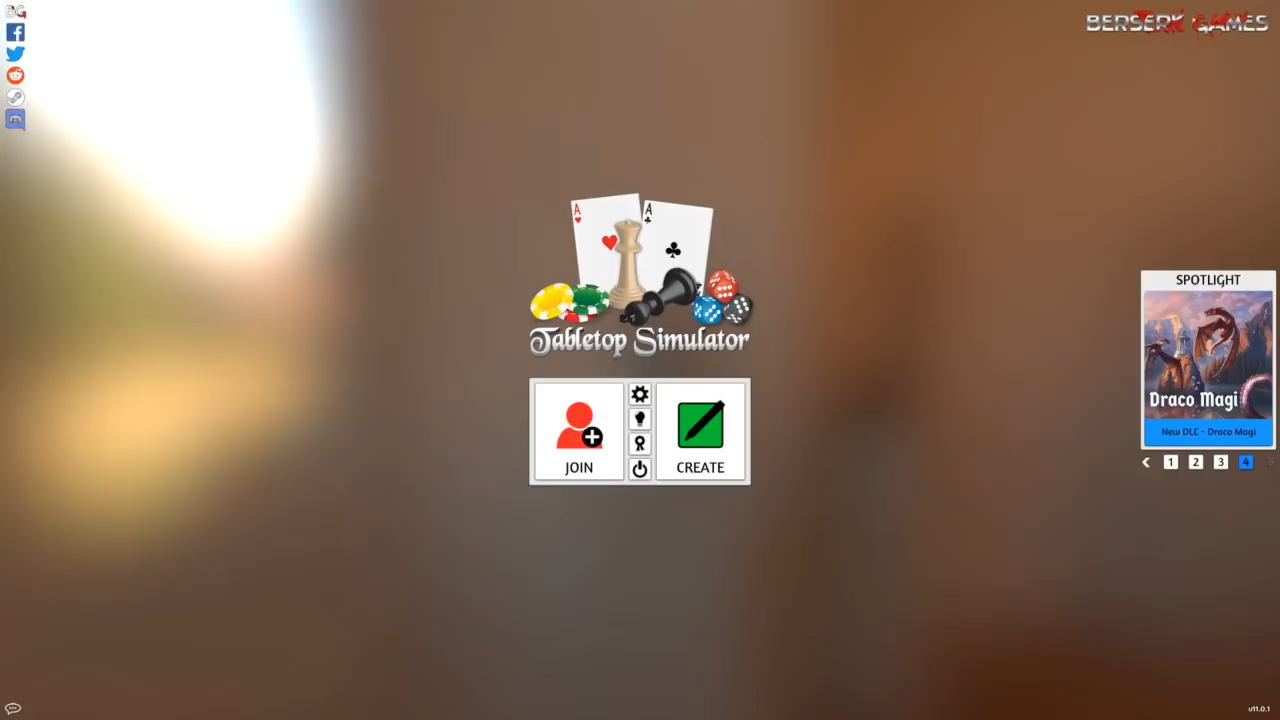 BG
BERSERK GAMES
A
A
Tabletop Simulator
JOIN
CREATE
SPOTLIGHT
Draco Magi
New DLC - Draco Magi
1
2
3
4
v11.0.1